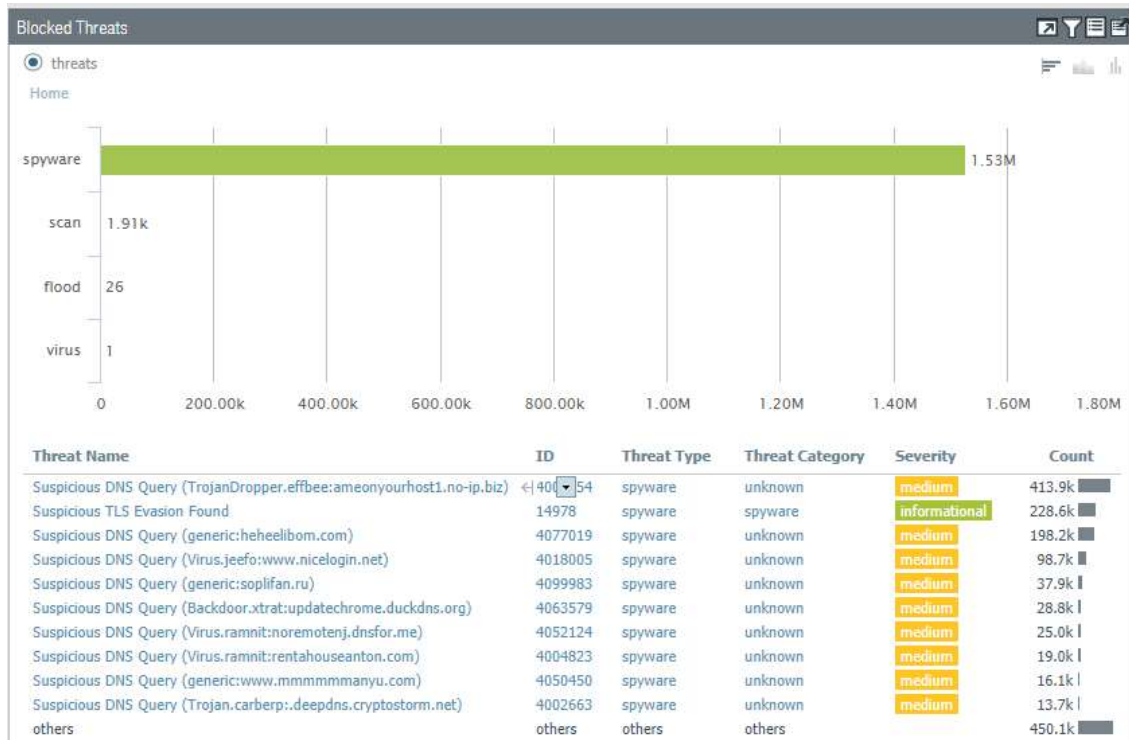 Blocked Threats
threats
Home
spyware 1.53M
scan 1.91k
flood 26
virus 1
0 200.00k 400.00k 600.00k 800.00k 1.00M 1.20M 1.40M 1.60M 1.80M
Threat Name ID Threat Type Threat Category Severity Count
Suspicious DNS Query (TrojanDropper.effbee:ameonyourhost1.no-ip.biz) spyware unknown medium 413.9k
Suspicious TLS Evasion Found 14978 spyware spyware informational 228.6k
Suspicious DNS Query (generic:heheelibom.com) 4077019 spyware unknown medium 198.2k
Suspicious DNS Query (Virus.jeefo:www.nicelogin.net) 4018005 spyware unknown medium 98.7k
Suspicious DNS Query (generic:soplifan.ru) 4099983 spyware unknown medium 37.9k
Suspicious DNS Query (Backdoor.xtrat:updatechrome.duckdns.org) 4063579 spyware unknown medium 28.8k
Suspicious DNS Query (Virus.ramnit:noremotenj.dnsfor.me) 4052124 spyware unknown medium 25.0k
Suspicious DNS Query (Virus.ramnit:rentahouseanton.com) 4004823 spyware unknown medium 19.0k
Suspicious DNS Query (generic:www.mmmmmmanyu.com) 4050450 spyware unknown medium 16.1k
Suspicious DNS Query (Trojan.carberp:.deepdns.cryptostorm.net) 4002663 spyware unknown medium 13.7k
others others others others 450.1k